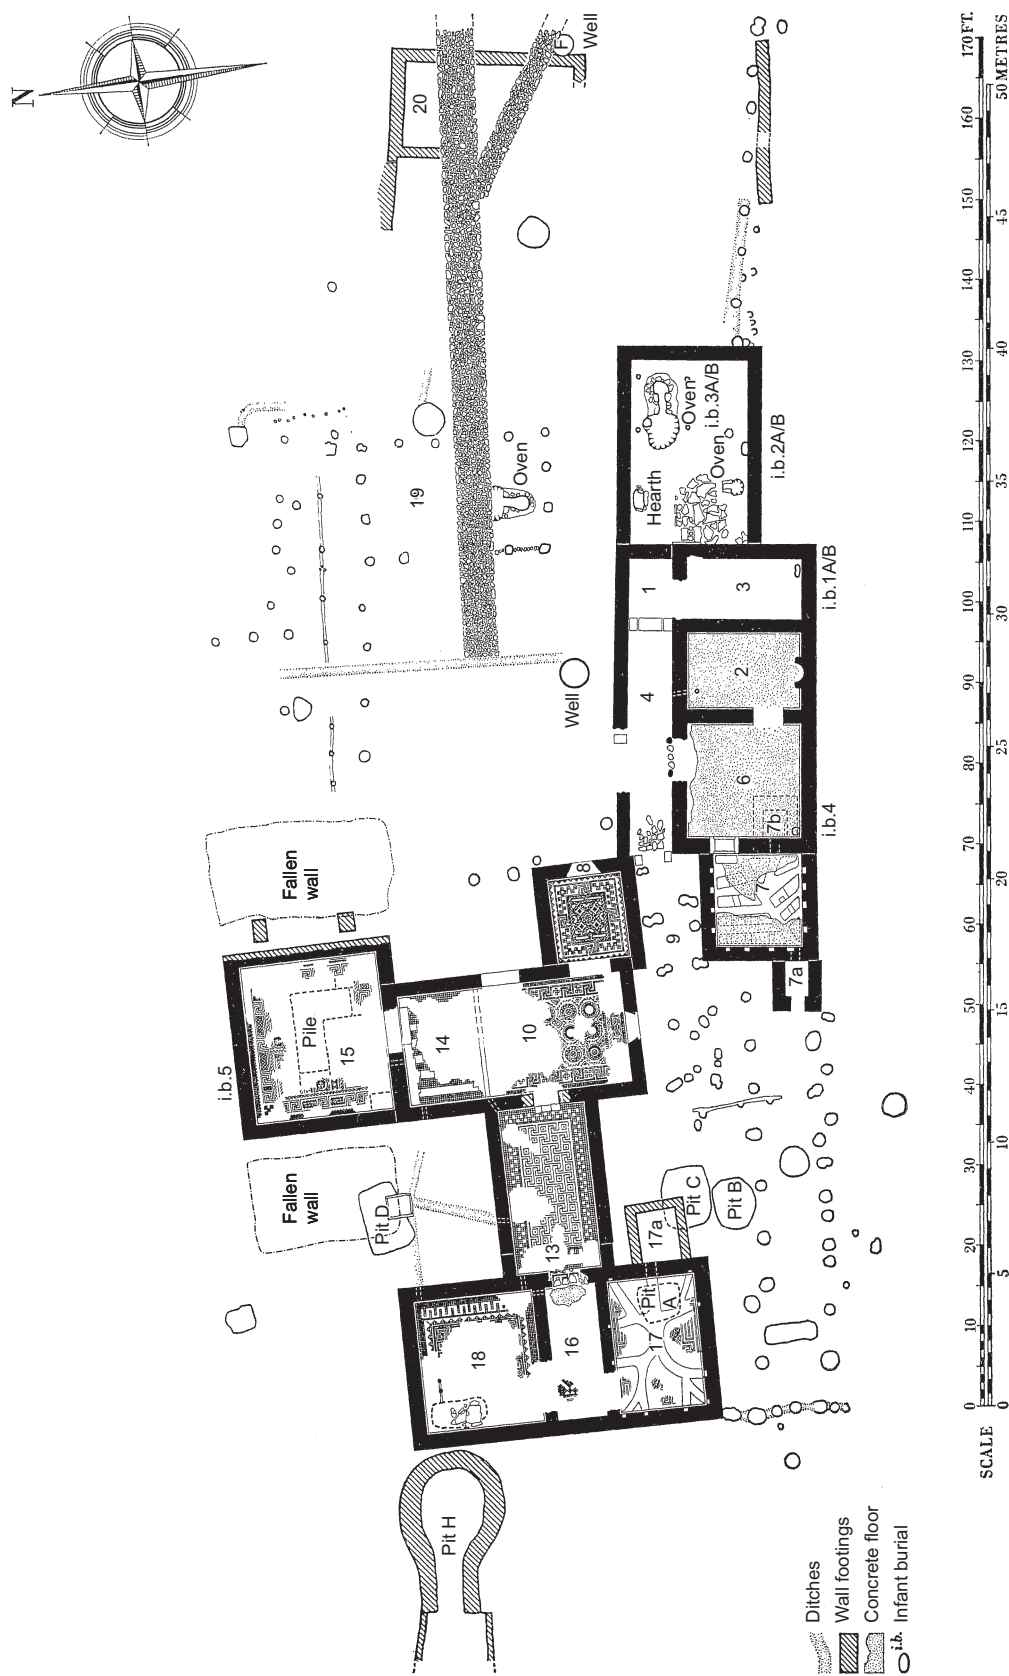 N
20
F
Well
19
Oven
Fallen
wall
Well
i.b.5
Pile
15
14
10
8
9
Fallen
wall
Pit D
13
16
18
17
Pit
A
17a
Pit C
Pit B
Pit H
Hearth
Oven
Oven
i.b.3A/B
i.b.2A/B
1
3
i.b.1A/B
4
2
6
7b
i.b.4
7
7a
Ditches
Wall footings
Concrete floor
i.b. Infant burial
SCALE
0 10 20 30 40 50 60 70 80 90 100 110 120 130 140 150 160 170 FT.
0 5 10 15 20 25 30 35 40 45 50 METRES